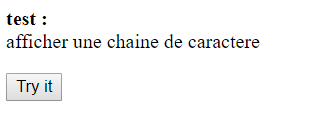 test :
afficher une chaine de caractere
Try it